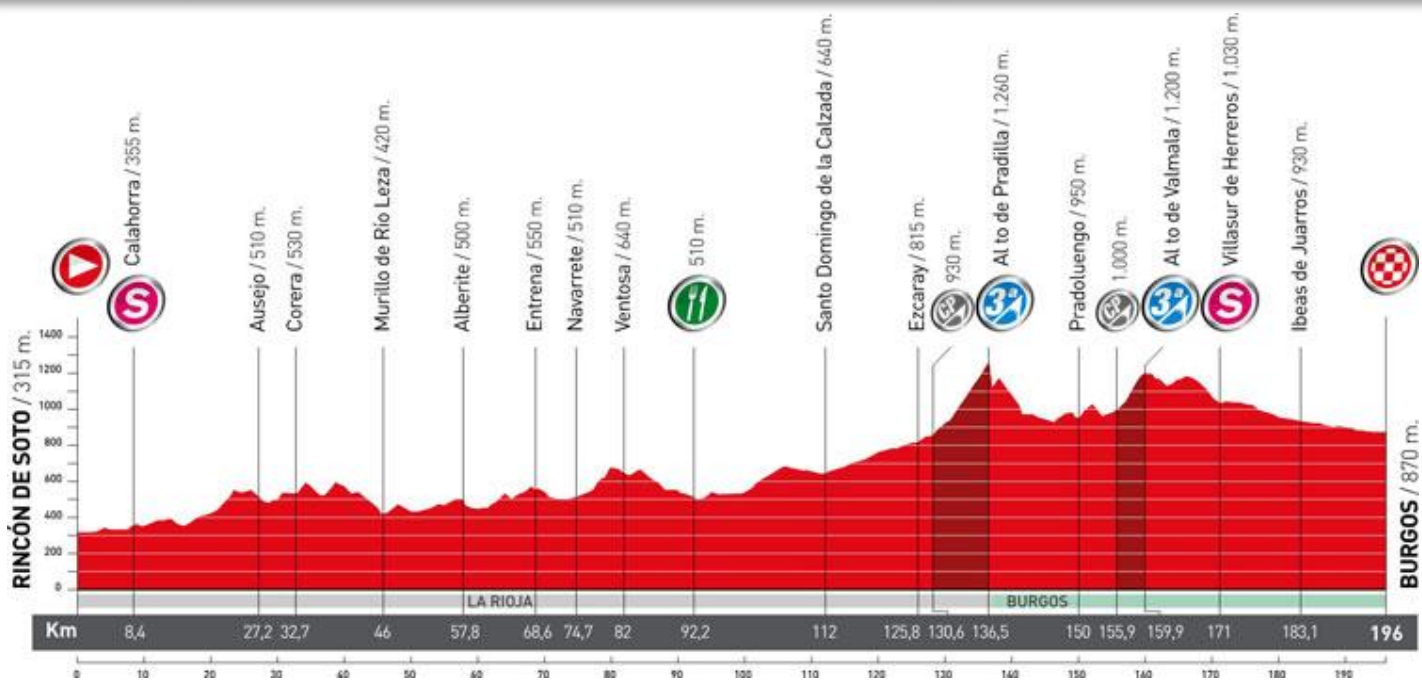 RINCÓN DE SOTO / 315 m.
S
Calahorra / 355 m.
Ausejo / 510 m.
Corera / 530 m.
Murillo de Río Leza / 420 m.
Alberite / 500 m.
Entrena / 550 m.
Navarrete / 510 m.
Ventosa / 640 m.
510 m.
Santo Domingo de la Calzada / 640 m.
Ezcaray / 815 m.
CP
930 m.
3ª
Al to de Pradilla / 1.260 m.
Pradoluengo / 950 m.
CP
1.000 m.
3ª
Al to de Valmala / 1.200 m.
S
Villasur de Herreros / 1.030 m.
Ibeas de Juarros / 930 m.
BURGOS / 870 m.
1400
1200
1000
800
600
400
200
0
LA RIOJA BURGOS
Km 8,4 27,2 32,7 46 57,8 68,6 74,7 82 92,2 112 125,8 130,6 136,5 150 155,9 159,9 171 183,1 196
0 10 20 30 40 50 60 70 80 90 100 110 120 130 140 150 160 170 180 190